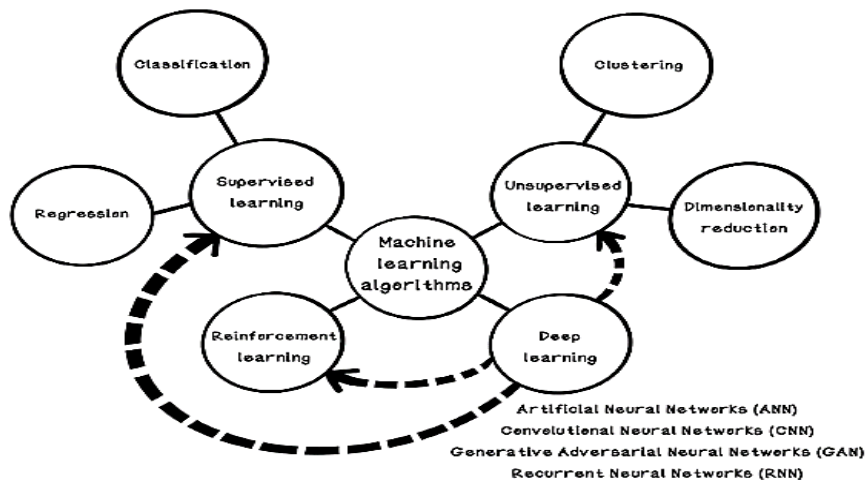 Classification
Clustering
Supervised
learning
Unsupervised
learning
Regression
Dimensionality
reduction
Machine
learning
algorithms
Reinforcement
learning
Deep
learning
Artificial Neural Networks (ANN)
Convolutional Neural Networks (CNN)
Generative Adversarial Neural Networks (GAN)
Recurrent Neural Networks (RNN)